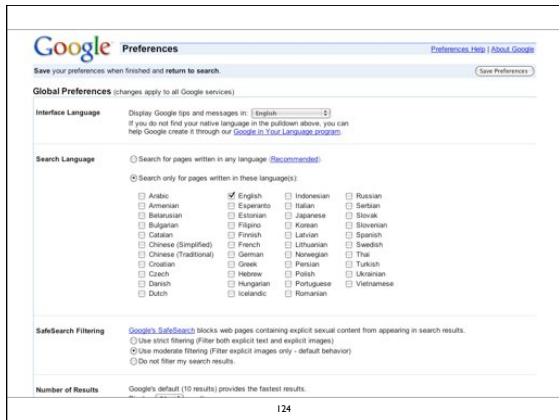 Google Preferences Preferences Help | About Google
Save your preferences when finished and return to search. Save Preferences
Global Preferences (changes apply to all Google services)
Interface Language Display Google tips and messages in: English
If you do not find your native language in the pulldown above, you can
help Google create it through our Google in Your Language program.
Search Language Search for pages written in any language (Recommended).
Search only for pages written in these language(s):
Arabic English Indonesian Russian
Armenian Esperanto Italian Serbian
Belarusian Estonian Japanese Slovak
Bulgarian Filipino Korean Slovenian
Catalan Finnish Latvian Spanish
Chinese (Simplified) French Lithuanian Swedish
Chinese (Traditional) German Norwegian Thai
Croatian Greek Persian Turkish
Czech Hebrew Polish Ukrainian
Danish Hungarian Portuguese Vietnamese
Dutch Icelandic Romanian
SafeSearch Filtering Google's SafeSearch blocks web pages containing explicit sexual content from appearing in search results.
Use strict filtering (Filter both explicit text and explicit images)
Use moderate filtering (Filter explicit images only - default behavior)
Do not filter my search results.
Number of Results Google's default (10 results) provides the fastest results.
124